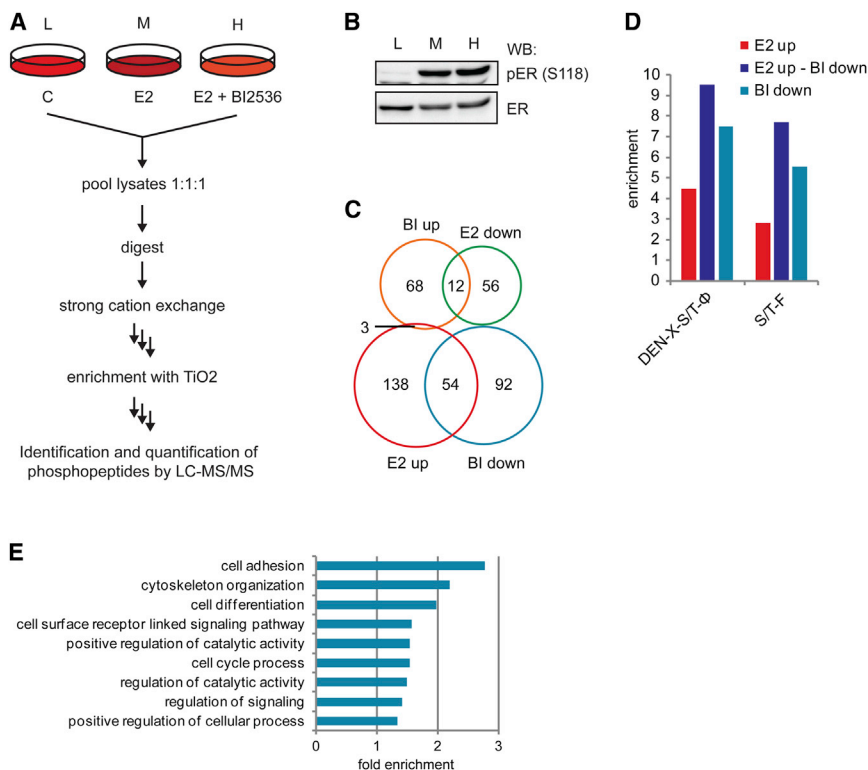 A
L M H
C E2 E2 + BI2536
pool lysates 1:1:1
digest
strong cation exchange
enrichment with TiO2
Identification and quantification of
phosphopeptides by LC-MS/MS
B
L M H WB:
pER (S118)
ER
C
BI up E2 down
68 12 56
3
138 54 92
E2 up BI down
D
E2 up
E2 up - BI down
BI down
enrichment
10
9
8
7
6
5
4
3
2
1
0
DEN-X-S/T-Φ S/T-F
E
cell adhesion
cytoskeleton organization
cell differentiation
cell surface receptor linked signaling pathway
positive regulation of catalytic activity
cell cycle process
regulation of catalytic activity
regulation of signaling
positive regulation of cellular process
0 1 2 3
fold enrichment